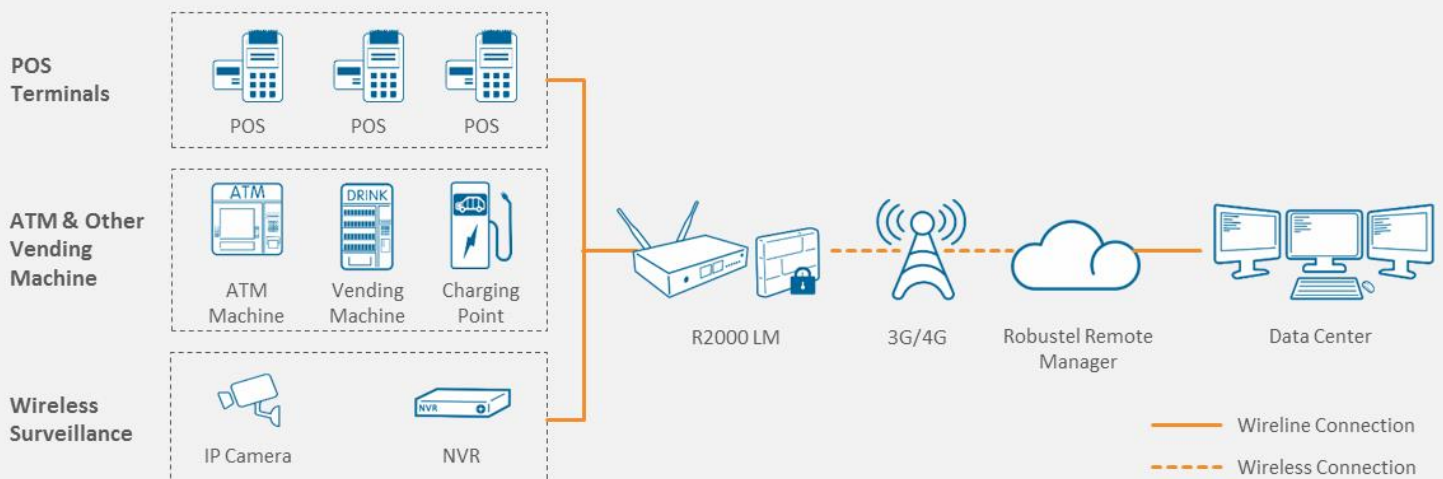 POS
Terminals
POS
POS
POS
ATM & Other
Vending
Machine
ATM
DRINK
ATM
Machine
Vending
Machine
Charging
Point
Wireless
Surveillance
NVR
IP Camera
NVR
R2000 LM
3G/4G
Robustel Remote
Manager
Data Center
Wireline Connection
Wireless Connection